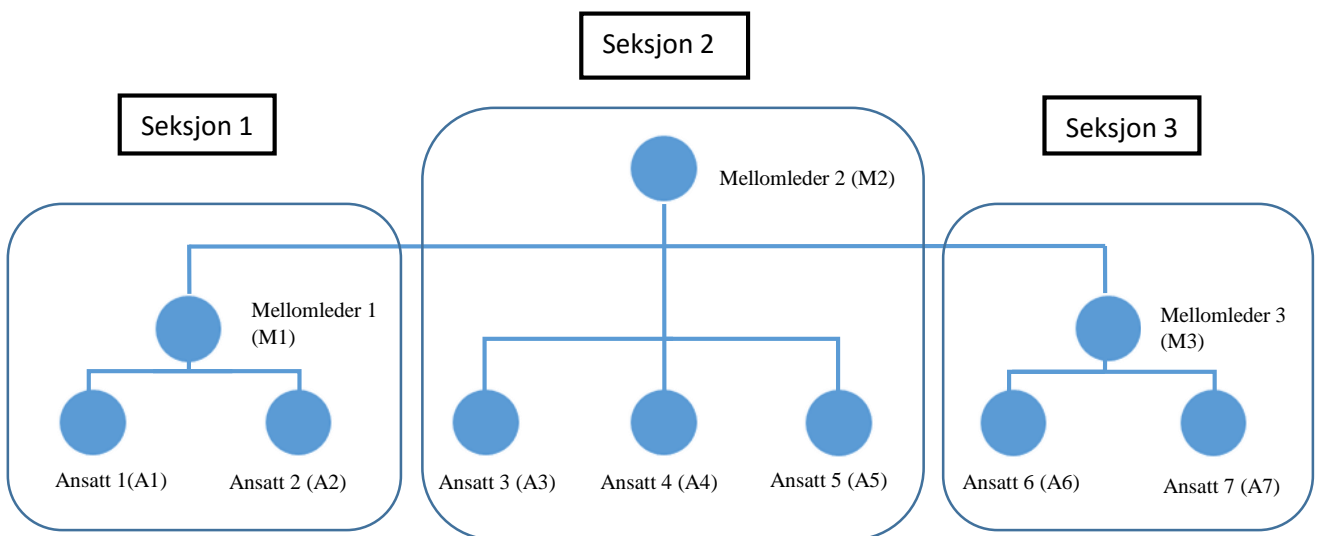 Seksjon 2
Seksjon 1
Seksjon 3
Mellomleder 2 (M2)
Mellomleder 1
(M1)
Mellomleder 3
(M3)
Ansatt 1(A1)
Ansatt 2 (A2)
Ansatt 3 (A3)
Ansatt 4 (A4)
Ansatt 5 (A5)
Ansatt 6 (A6)
Ansatt 7 (A7)